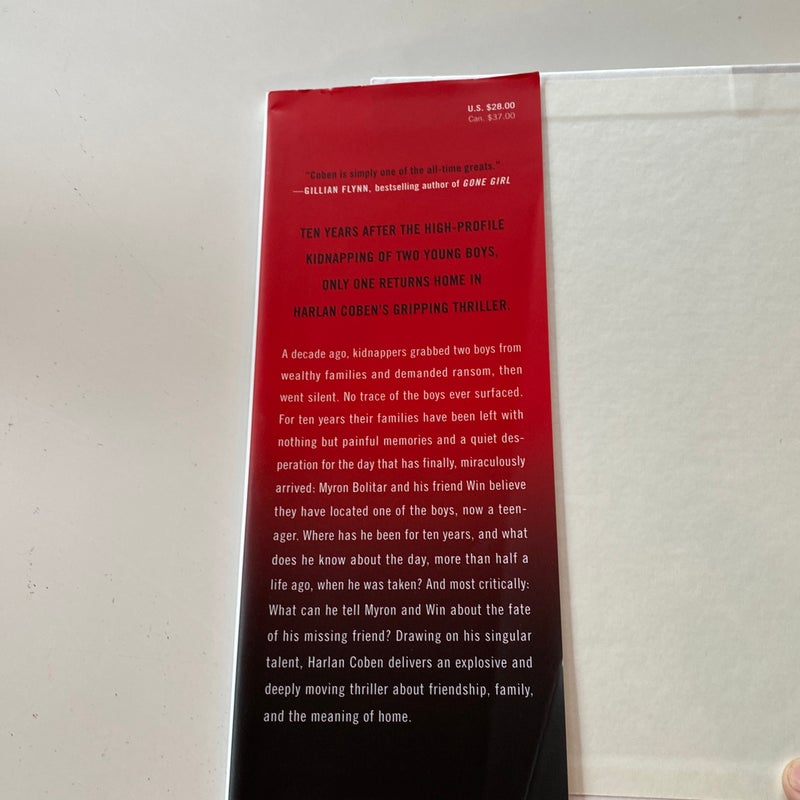 U.S. $28.00
Can. $37.00
"Coben is simply one of the all-time greats."
—GILLIAN FLYNN, bestselling author of GONE GIRL
TEN YEARS AFTER THE HIGH-PROFILE
KIDNAPPING OF TWO YOUNG BOYS,
ONLY ONE RETURNS HOME IN
HARLAN COBEN'S GRIPPING THRILLER.
A decade ago, kidnappers grabbed two boys from
wealthy families and demanded ransom, then
went silent. No trace of the boys ever surfaced.
For ten years their families have been left with
nothing but painful memories and a quiet des-
peration for the day that has finally, miraculously
arrived: Myron Bolitar and his friend Win believe
they have located one of the boys, now a teen-
ager. Where has he been for ten years, and what
does he know about the day, more than half a
life ago, when he was taken? And most critically:
What can he tell Myron and Win about the fate
of his missing friend? Drawing on his singular
talent, Harlan Coben delivers an explosive and
deeply moving thriller about friendship, family,
and the meaning of home.